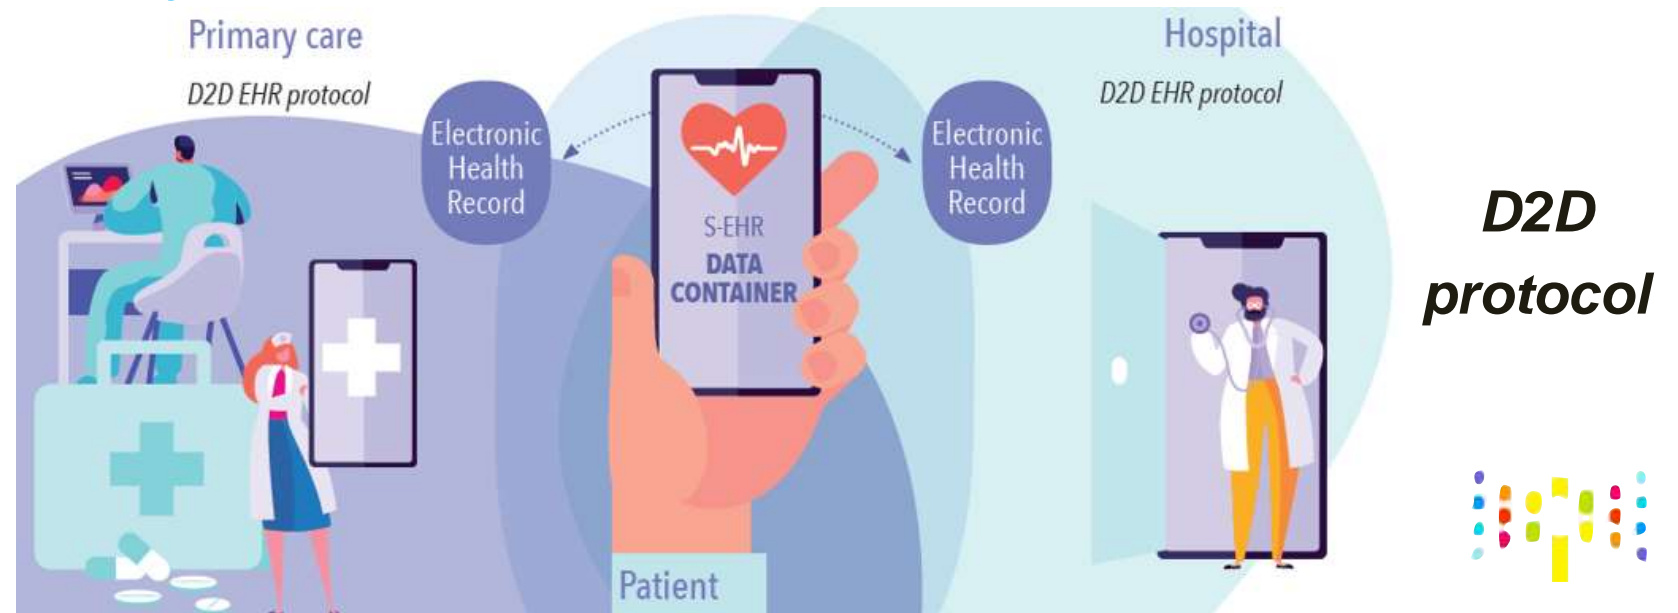 Primary care
D2D EHR protocol
Electronic
Health
Record
S-EHR
DATA
CONTAINER
Patient
Electronic
Health
Record
Hospital
D2D EHR protocol
D2D
protocol